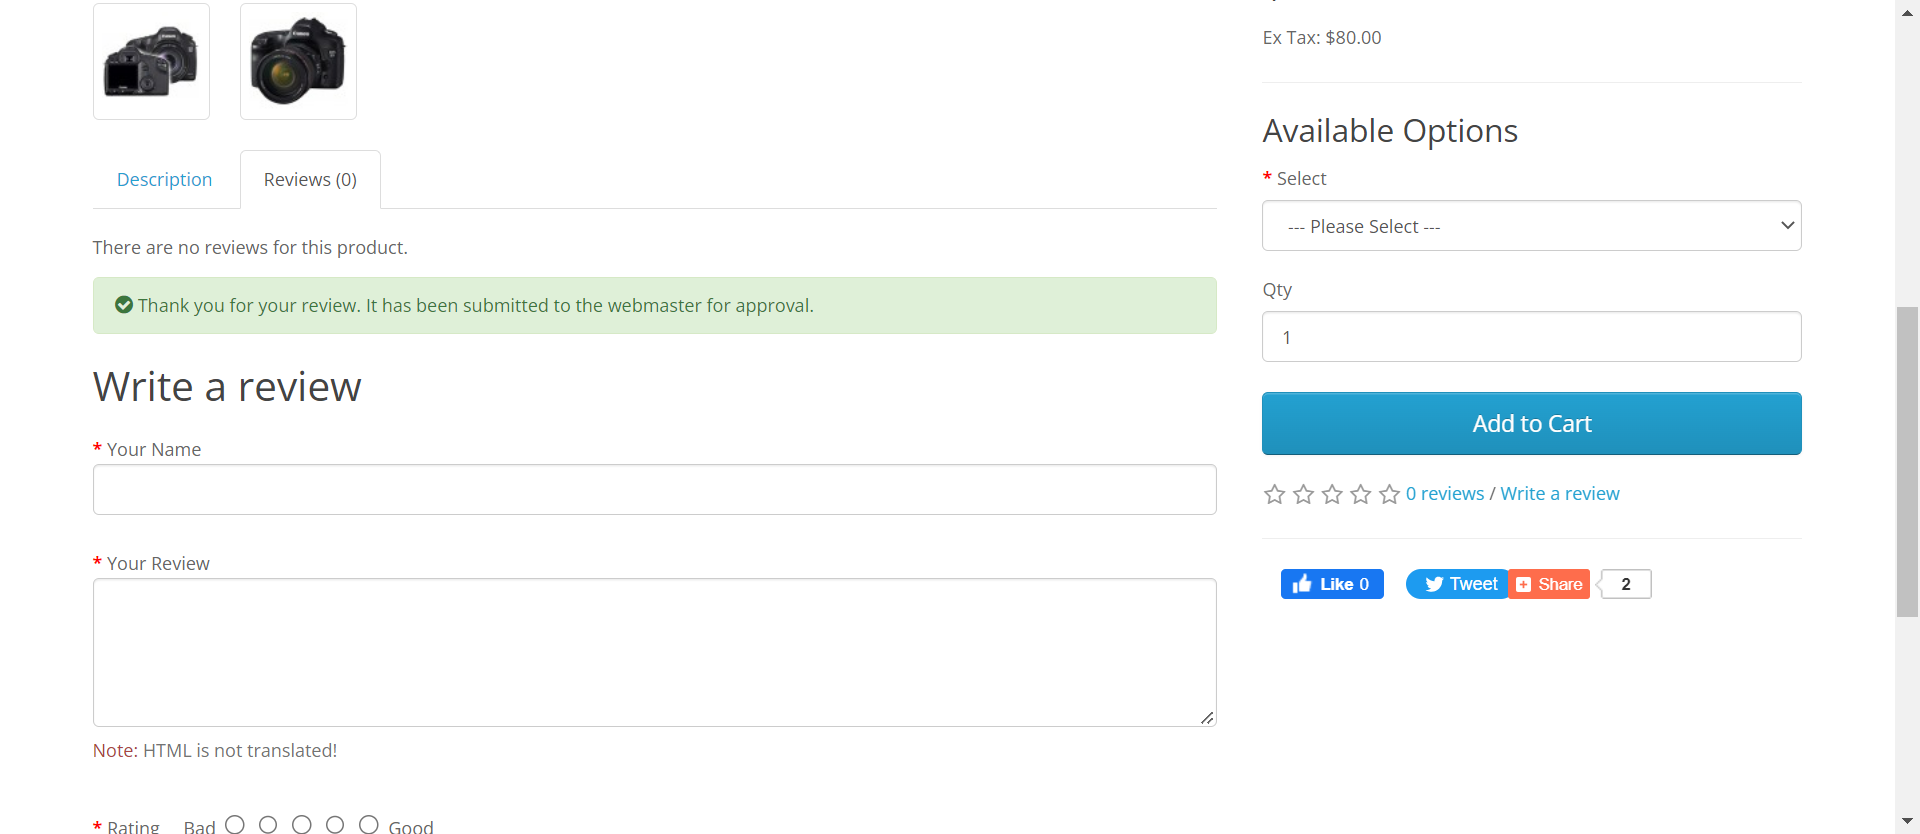 Description
Reviews (0)
There are no reviews for this product.
Thank you for your review. It has been submitted to the webmaster for approval.
Write a review
* Your Name
* Your Review
Note: HTML is not translated!
* Rating Bad Good
Ex Tax: $80.00
Available Options
* Select
--- Please Select ---
Qty
1
Add to Cart
0 reviews / Write a review
Like 0
Tweet
Share
2